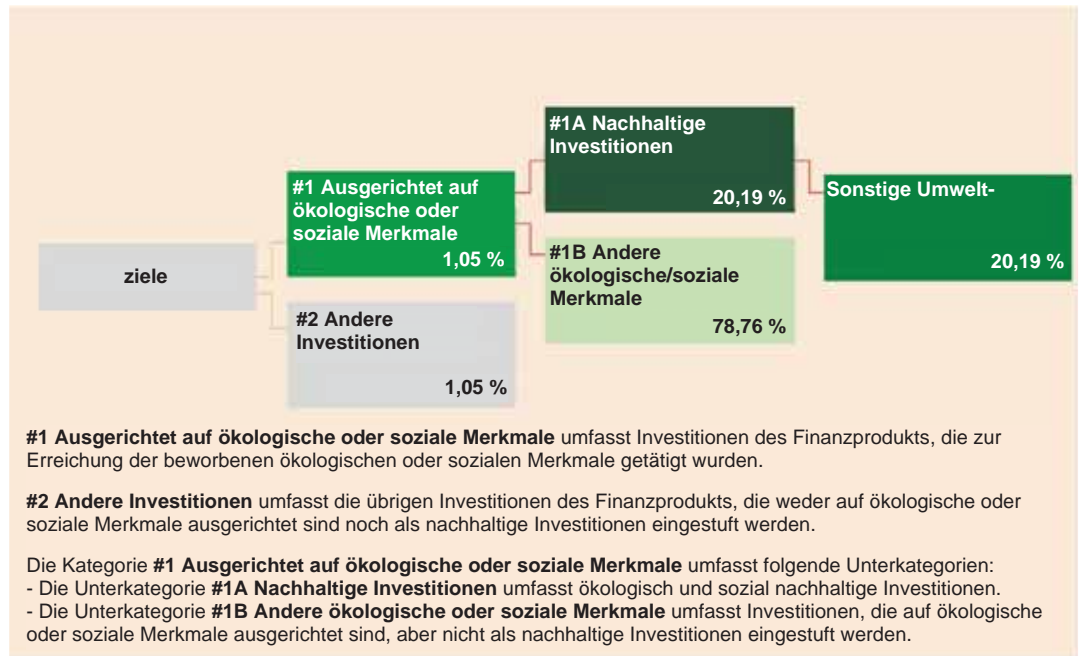 #1A Nachhaltige
Investitionen
20,19 %
#1 Ausgerichtet auf
ökologische oder
soziale Merkmale
1,05 %
Sonstige Umwelt-
20,19 %
ziele
#1B Andere
ökologische/soziale
Merkmale
78,76 %
#2 Andere
Investitionen
1,05 %
#1 Ausgerichtet auf ökologische oder soziale Merkmale umfasst Investitionen des Finanzprodukts, die zur
Erreichung der beworbenen ökologischen oder sozialen Merkmale getätigt wurden.
#2 Andere Investitionen umfasst die übrigen Investitionen des Finanzprodukts, die weder auf ökologische oder
soziale Merkmale ausgerichtet sind noch als nachhaltige Investitionen eingestuft werden.
Die Kategorie #1 Ausgerichtet auf ökologische oder soziale Merkmale umfasst folgende Unterkategorien:
- Die Unterkategorie #1A Nachhaltige Investitionen umfasst ökologisch und sozial nachhaltige Investitionen.
- Die Unterkategorie #1B Andere ökologische oder soziale Merkmale umfasst Investitionen, die auf ökologische
oder soziale Merkmale ausgerichtet sind, aber nicht als nachhaltige Investitionen eingestuft werden.